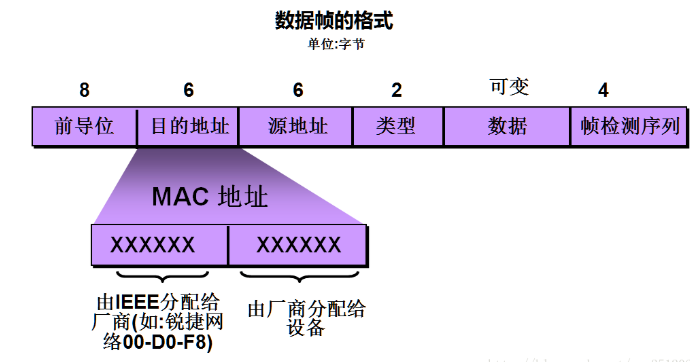 数据帧的格式
单位:字节
8 6 6 2 可变 4
前导位 目的地址 源地址 类型 数据 帧检测序列
MAC 地址
XXXXXX XXXXXX
由IEEE分配给
厂商(如:锐捷网
络00-D0-F8)
由厂商分配给
设备